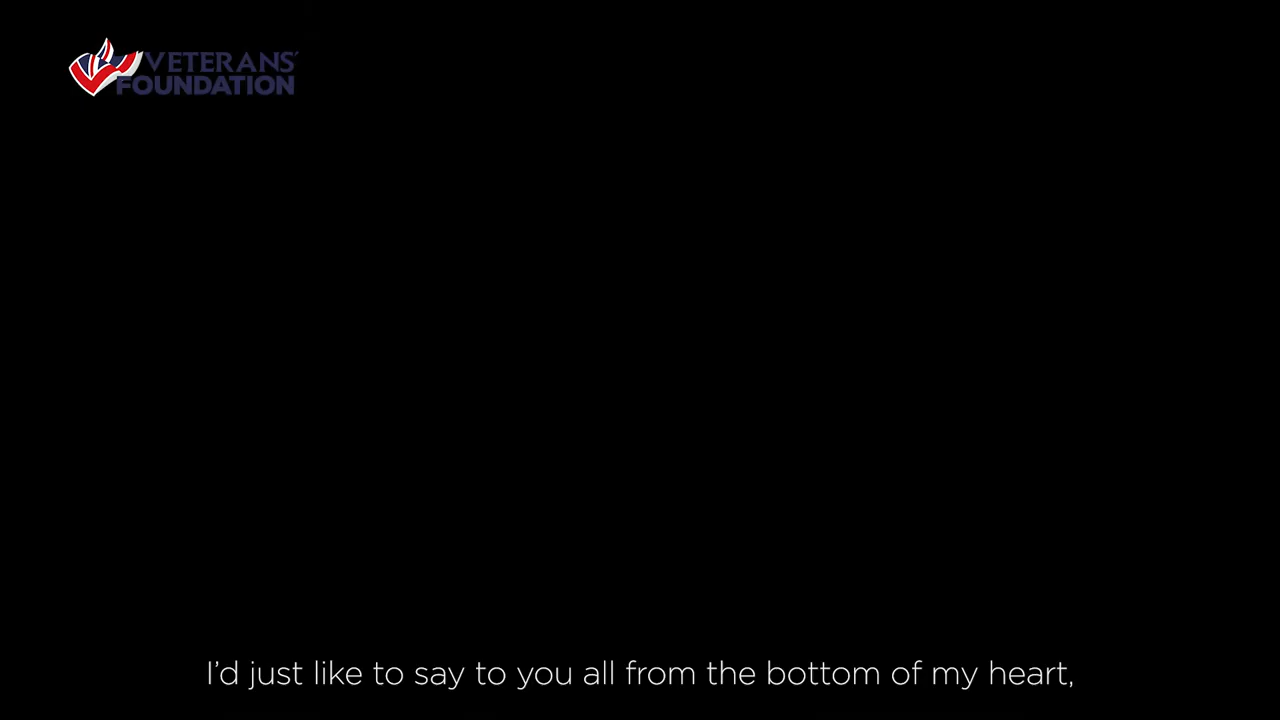 VETERANS'
FOUNDATION
I'd just like to say to you all from the bottom of my heart,